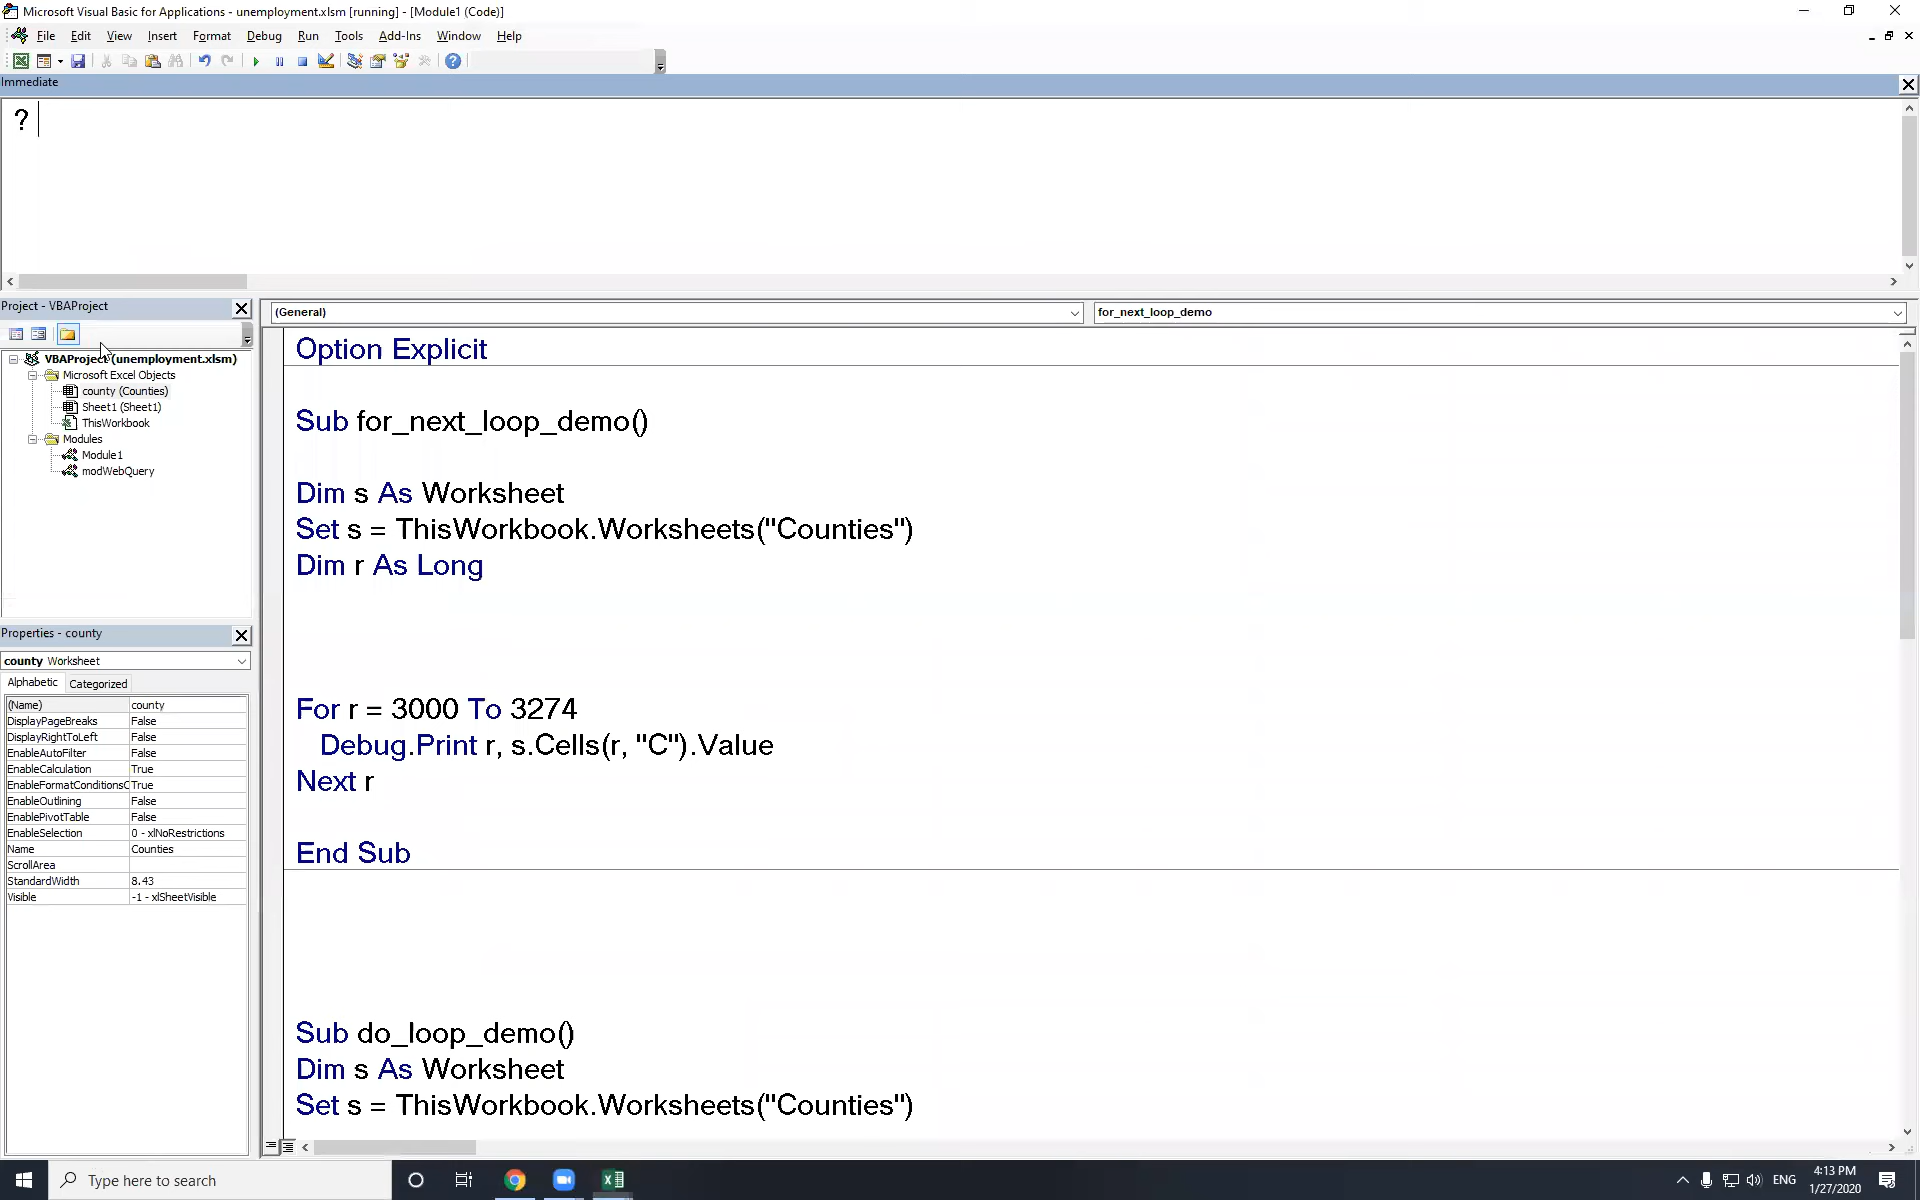 Microsoft Visual Basic for Applications - unemployment.xlsm [running] - [Module1 (Code)]
File Edit View Insert Format Debug Run Tools Add-Ins Window Help
Immediate
?
Project - VBAProject
VBAProject (unemployment.xlsm)
Microsoft Excel Objects
county (Counties)
Sheet1 (Sheet1)
ThisWorkbook
Modules
Module1
modWebQuery
Properties - county
county Worksheet
Alphabetic Categorized
(Name) county
DisplayPageBreaks False
DisplayRightToLeft False
EnableAutoFilter False
EnableCalculation True
EnableFormatConditionsC True
EnableOutlining False
EnablePivotTable False
EnableSelection 0 - xlNoRestrictions
Name Counties
ScrollArea
StandardWidth 8.43
Visible -1 - xlSheetVisible
(General) for_next_loop_demo
Option Explicit
Sub for_next_loop_demo()
Dim s As Worksheet
Set s = ThisWorkbook.Worksheets("Counties")
Dim r As Long
For r = 3000 To 3274
Debug.Print r, s.Cells(r, "C").Value
Next r
End Sub
Sub do_loop_demo()
Dim s As Worksheet
Set s = ThisWorkbook.Worksheets("Counties")
Type here to search
ENG
4:13 PM
1/27/2020